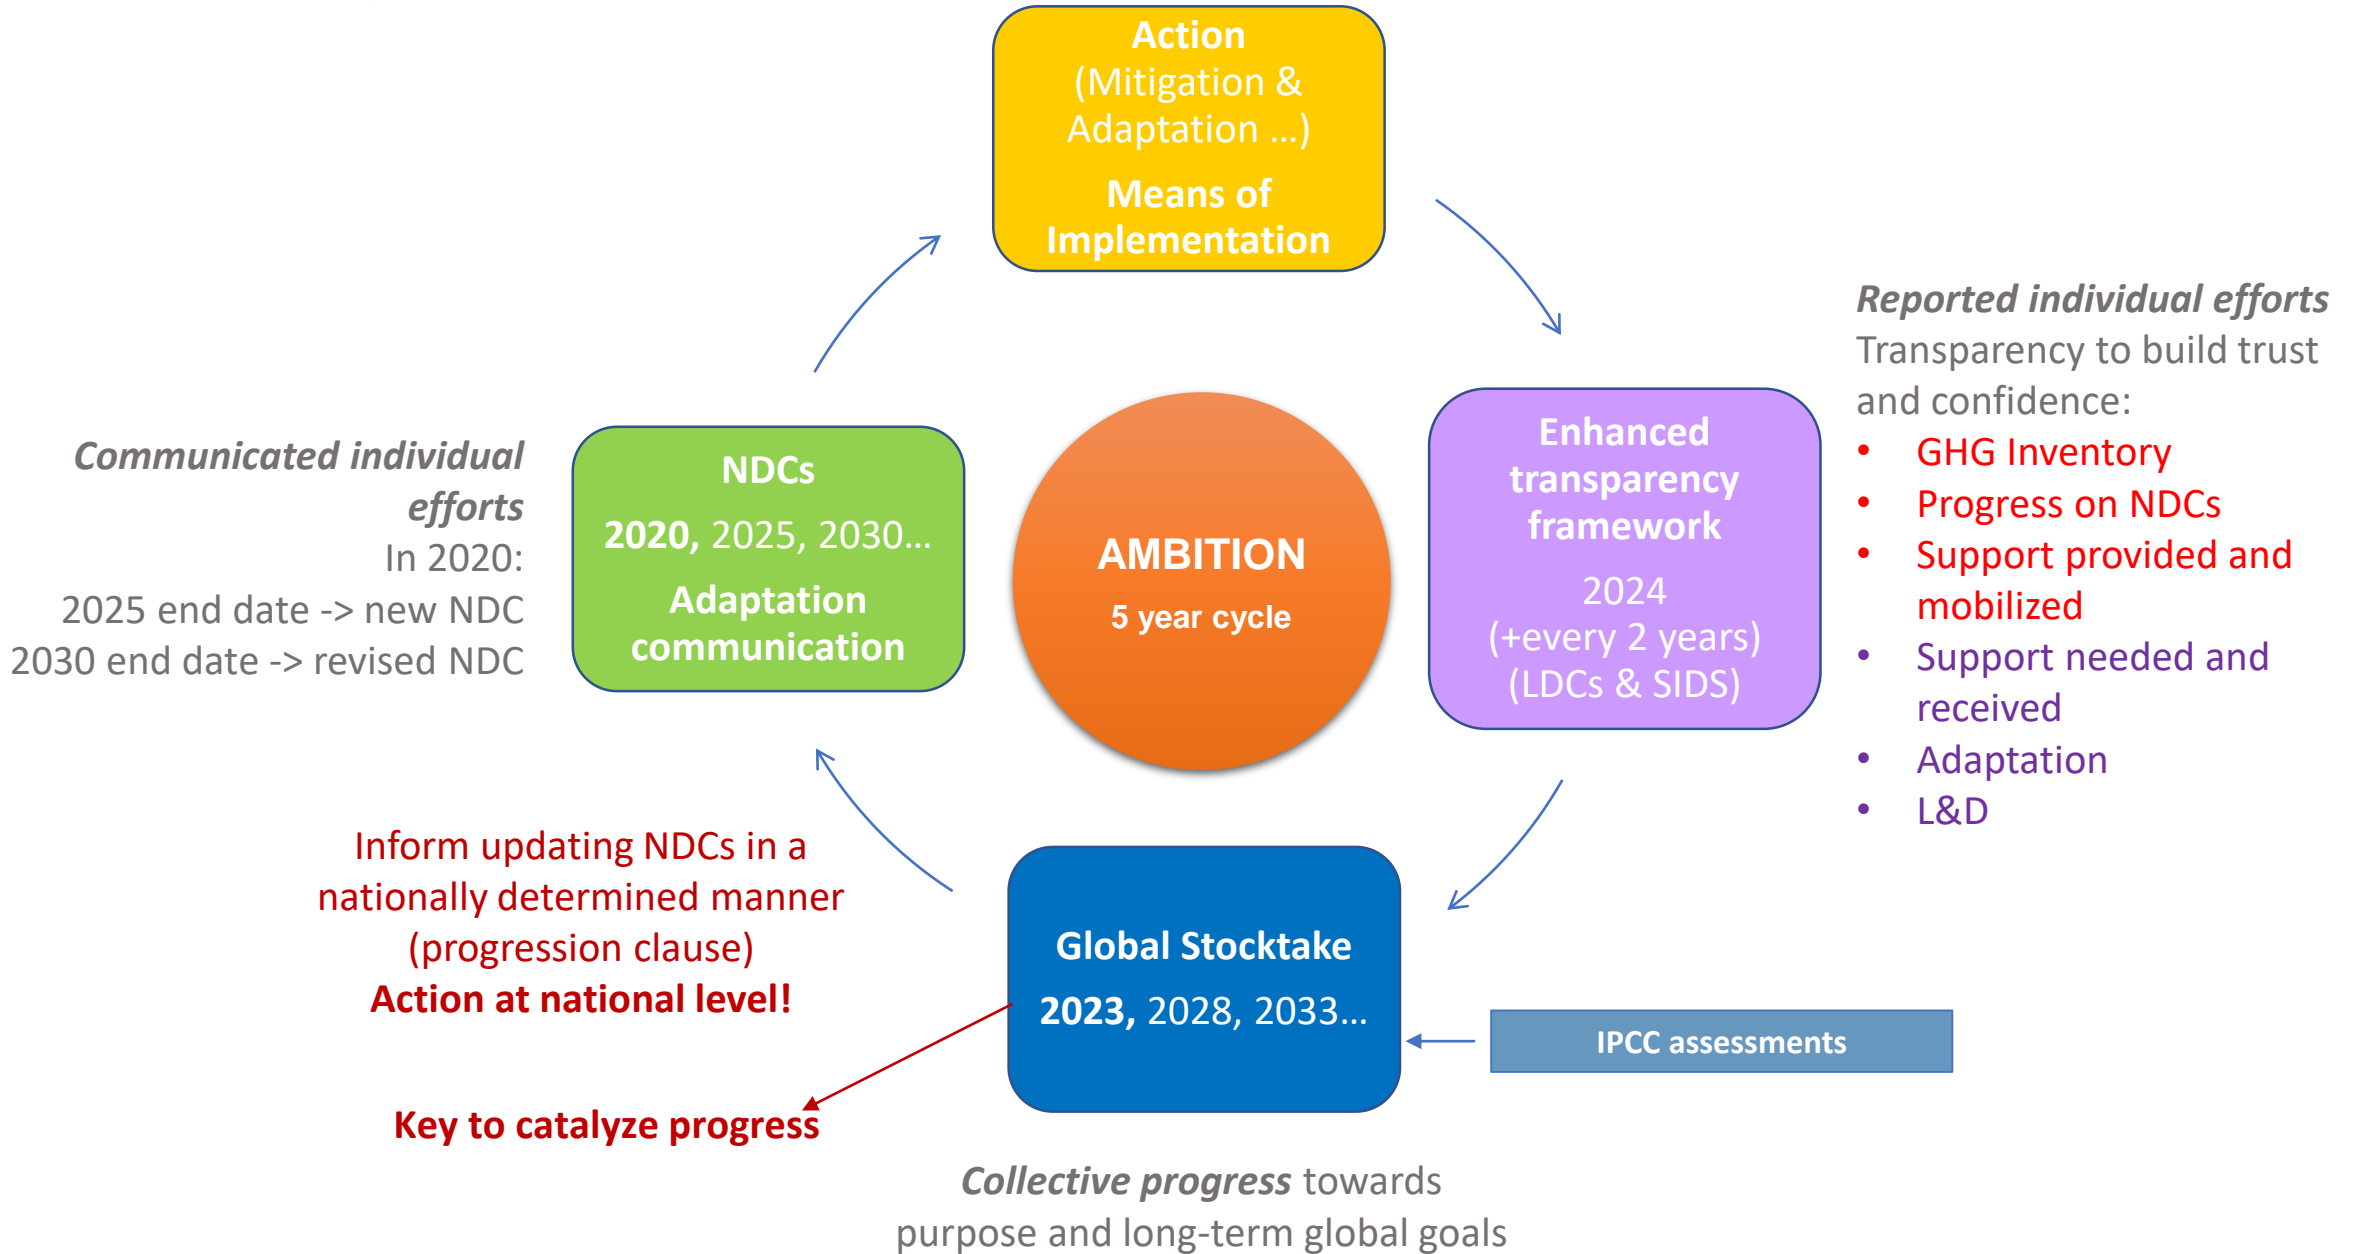 Action
(Mitigation &
Adaptation ...)
Means of
Implementation
Reported individual efforts
Transparency to build trust
and confidence:
• GHG Inventory
• Progress on NDCs
• Support provided and
mobilized
• Support needed and
received
• Adaptation
• L&D
Enhanced
transparency
framework
2024
(+every 2 years)
(LDCs & SIDS)
AMBITION
5 year cycle
NDCs
2020, 2025, 2030...
Adaptation
communication
Communicated individual
efforts
In 2020:
2025 end date -> new NDC
2030 end date -> revised NDC
Inform updating NDCs in a
nationally determined manner
(progression clause)
Action at national level!
Key to catalyze progress
Global Stocktake
2023, 2028, 2033...
IPCC assessments
Collective progress towards
purpose and long-term global goals